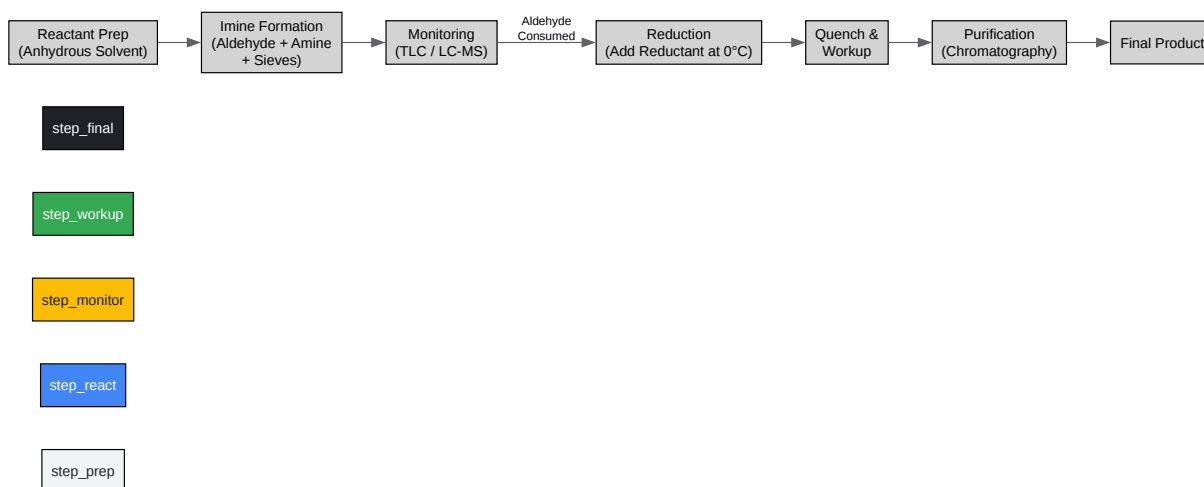 Reactant Prep
(Anhydrous Solvent)
Imine Formation
(Aldehyde + Amine
+ Sieves)
Monitoring
(TLC / LC-MS)
Aldehyde
Consumed
Reduction
(Add Reductant at 0°C)
Quench &
Workup
Purification
(Chromatography)
Final Product
step_final
step_workup
step_monitor
step_react
step_prep